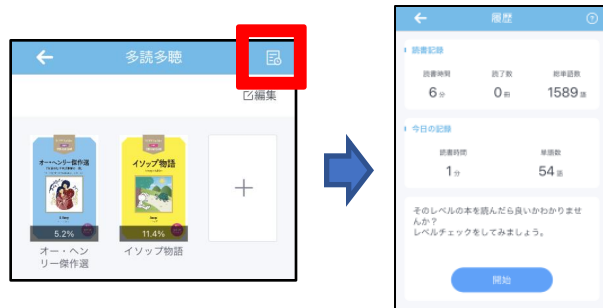 多読多聴
編集
オー・ヘンリー傑作選
イソップ物語
5.2%
11.4%
オー・ヘン
リー傑作選
イソップ物語
履歴
読書記録
読書時間 読了数 総単語数
6分 0冊 1589語
今日の記録
読書時間 単語数
1分 54語
そのレベルの本を読んだら良いかわかりませ
んか？
レベルチェックをしてみましょう。
開始